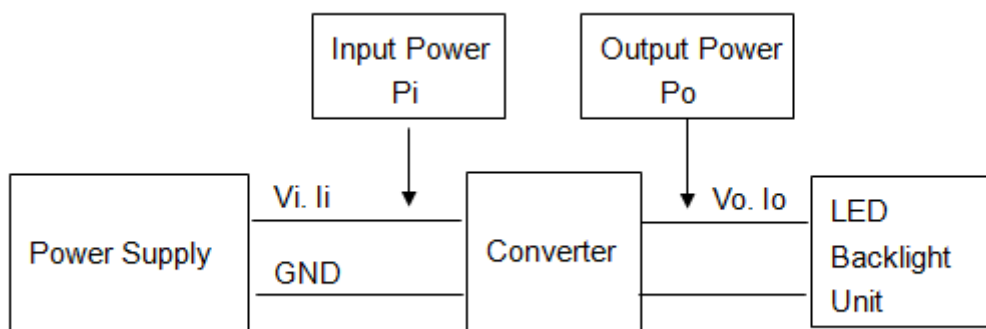 Input Power
Pi
Output Power
Po
Power Supply
Vi. Ii
GND
Converter
Vo. Io
LED
Backlight
Unit